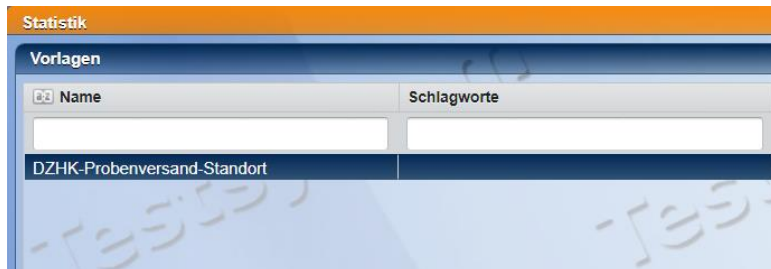 Statistik
Vorlagen
a-z Name Schlagworte
DZHK-Probenversand-Standort